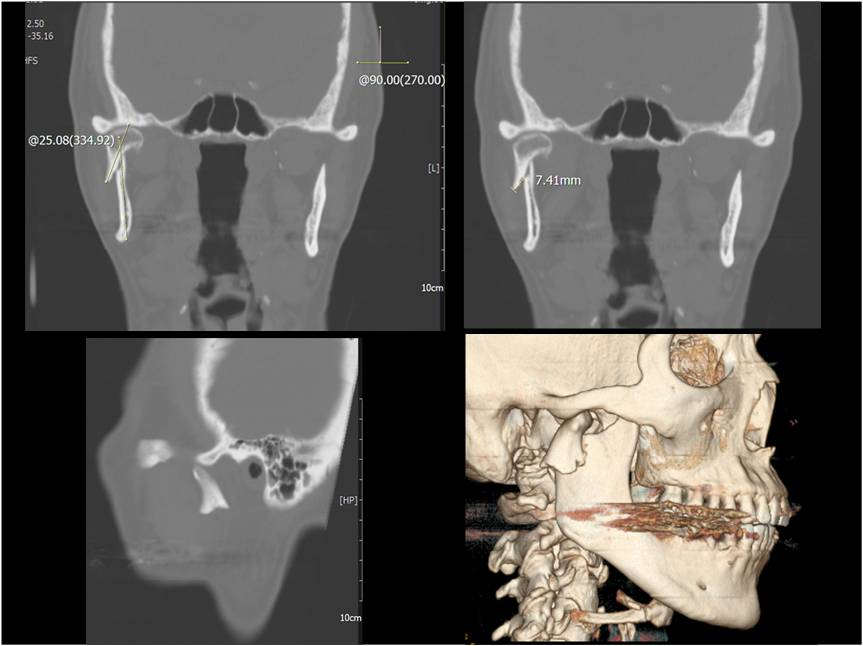 2.50
-35.16
HFS
@90.00(270.00)
@25.08(334.92)
[L]
10cm
7.41mm
[HP]
10cm